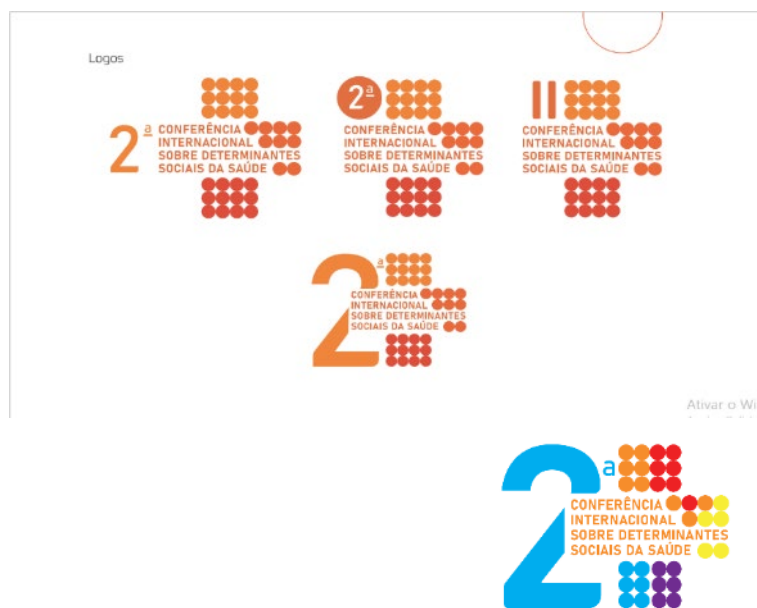 Logos
2ª CONFERÊNCIA
INTERNACIONAL
SOBRE DETERMINANTES
SOCIAIS DA SAÚDE
2ª
CONFERÊNCIA
INTERNACIONAL
SOBRE DETERMINANTES
SOCIAIS DA SAÚDE
II
CONFERÊNCIA
INTERNACIONAL
SOBRE DETERMINANTES
SOCIAIS DA SAÚDE
2ª
CONFERÊNCIA
INTERNACIONAL
SOBRE DETERMINANTES
SOCIAIS DA SAÚDE
Ativar o
2a
CONFERÊNCIA
INTERNACIONAL
SOBRE DETERMINANTES
SOCIAIS DA SAÚDE